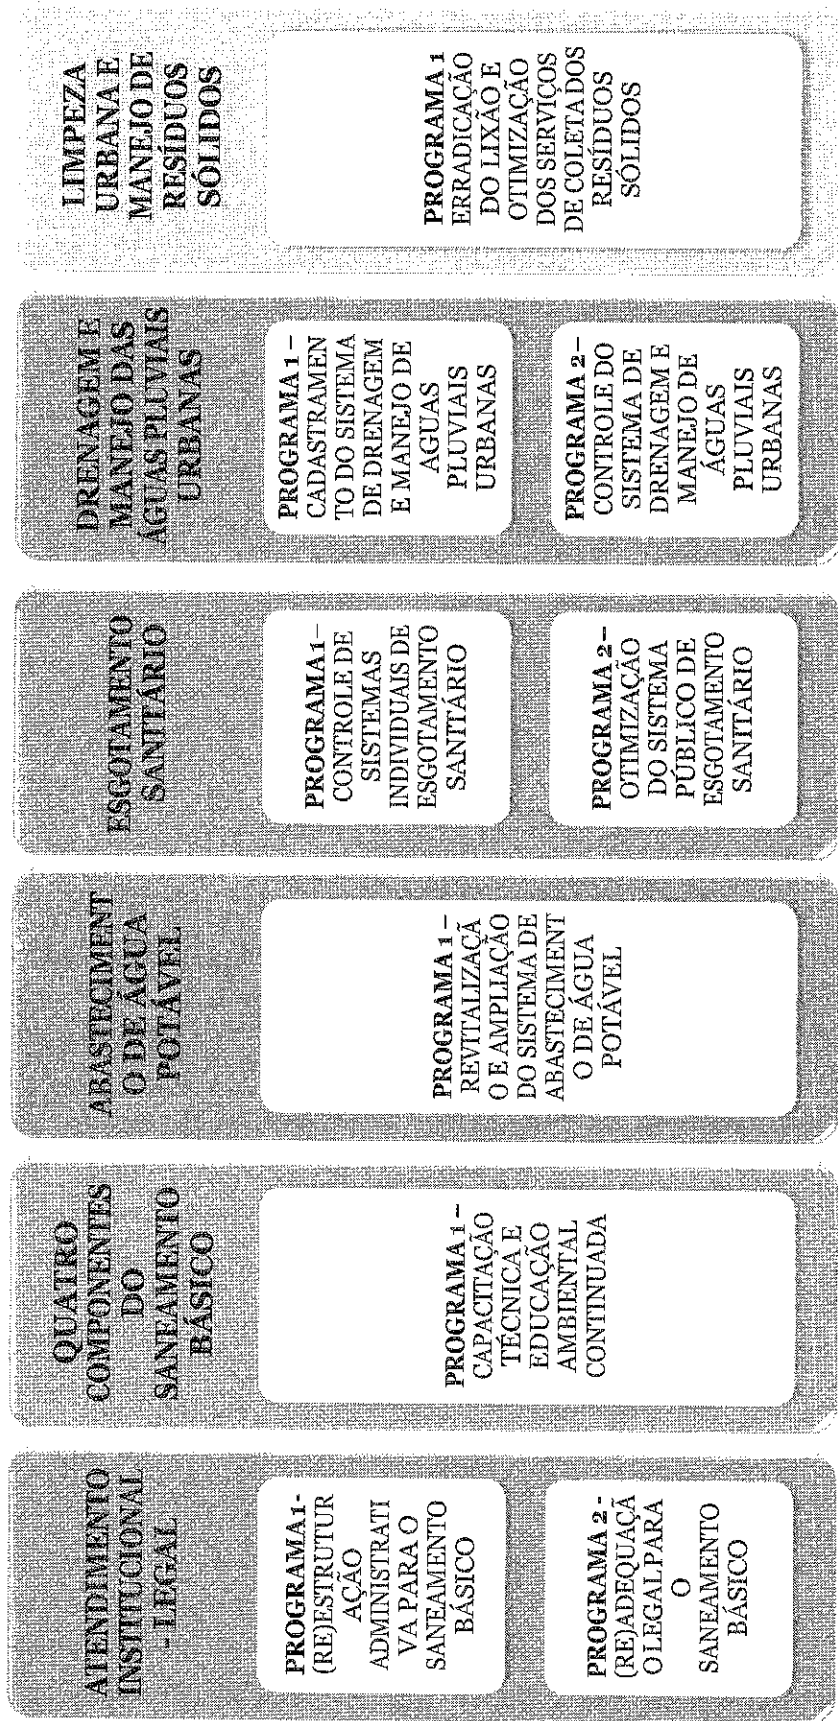 ATENDIMENTO
INSTITUCIONAL
- LEGAL
PROGRAMA 1 -
(RE)ESTRUTUR
AÇÃO
ADMINISTRATI
VA PARA O
SANEAMENTO
BÁSICO
PROGRAMA 2 -
(RE)ADEQUAÇÃ
O LEGAL PARA
O
SANEAMENTO
BÁSICO
QUATRO
COMPONENTES
DO
SANEAMENTO
BÁSICO
PROGRAMA 1 –
CAPACITAÇÃO
TÉCNICA E
EDUCAÇÃO
AMBIENTAL
CONTINUADA
ABASTECIMENT
O DE ÁGUA
POTÁVEL
PROGRAMA 1 –
REVITALIZAÇÃ
O E AMPLIAÇÃO
DO SISTEMA DE
ABASTECIMENT
O DE ÁGUA
POTÁVEL
ESGOTAMENTO
SANITÁRIO
PROGRAMA 1 –
CONTROLE DE
SISTEMAS
INDIVIDUAIS DE
ESGOTAMENTO
SANITÁRIO
PROGRAMA 2 –
OTIMIZAÇÃO
DO SISTEMA
PÚBLICO DE
ESGOTAMENTO
SANITÁRIO
DRENAGEM E
MANEJO DAS
ÁGUAS PLUVIAIS
URBANAS
PROGRAMA 1 –
CADASTRAMEN
TO DO SISTEMA
DE DRENAGEM
E MANEJO DE
AGUAS
PLUVIAIS
URBANAS
PROGRAMA 2 –
CONTROLE DO
SISTEMA DE
DRENAGEM E
MANEJO DE
ÁGUAS
PLUVIAIS
URBANAS
LIMPEZA
URBANA E
MANEJO DE
RESÍDUOS
SÓLIDOS
PROGRAMA 1
ERRADICAÇÃO
DO LIXÃO E
OTIMIZAÇÃO
DOS SERVIÇOS
DE COLETA DOS
RESÍDUOS
SÓLIDOS